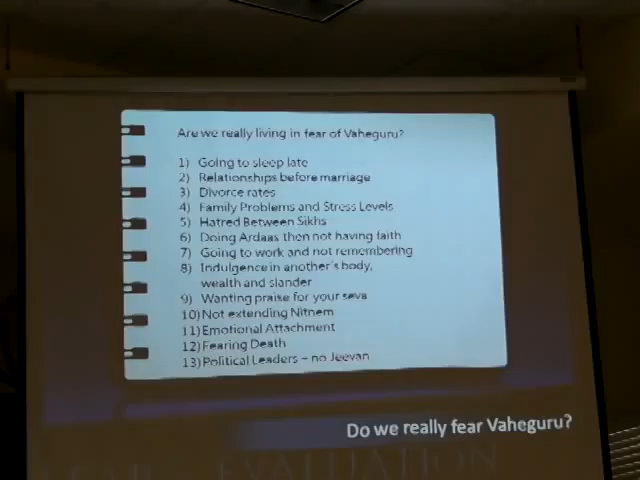 Are we really living in fear of Vaheguru?
1) Going to sleep late
2) Relationships before marriage
3) Divorce rates
4) Family Problems and Stress Levels
5) Hatred Between Sikhs
6) Doing Ardaas then not having faith
7) Going to work and not remembering
8) Indulgence in another's body,
wealth and slander
9) Wanting praise for your seva
10) Not extending Nitnem
11) Emotional Attachment
12) Fearing Death
13) Political Leaders – no Jeevan
Do we really fear Vaheguru?
FEAR EVALUATION